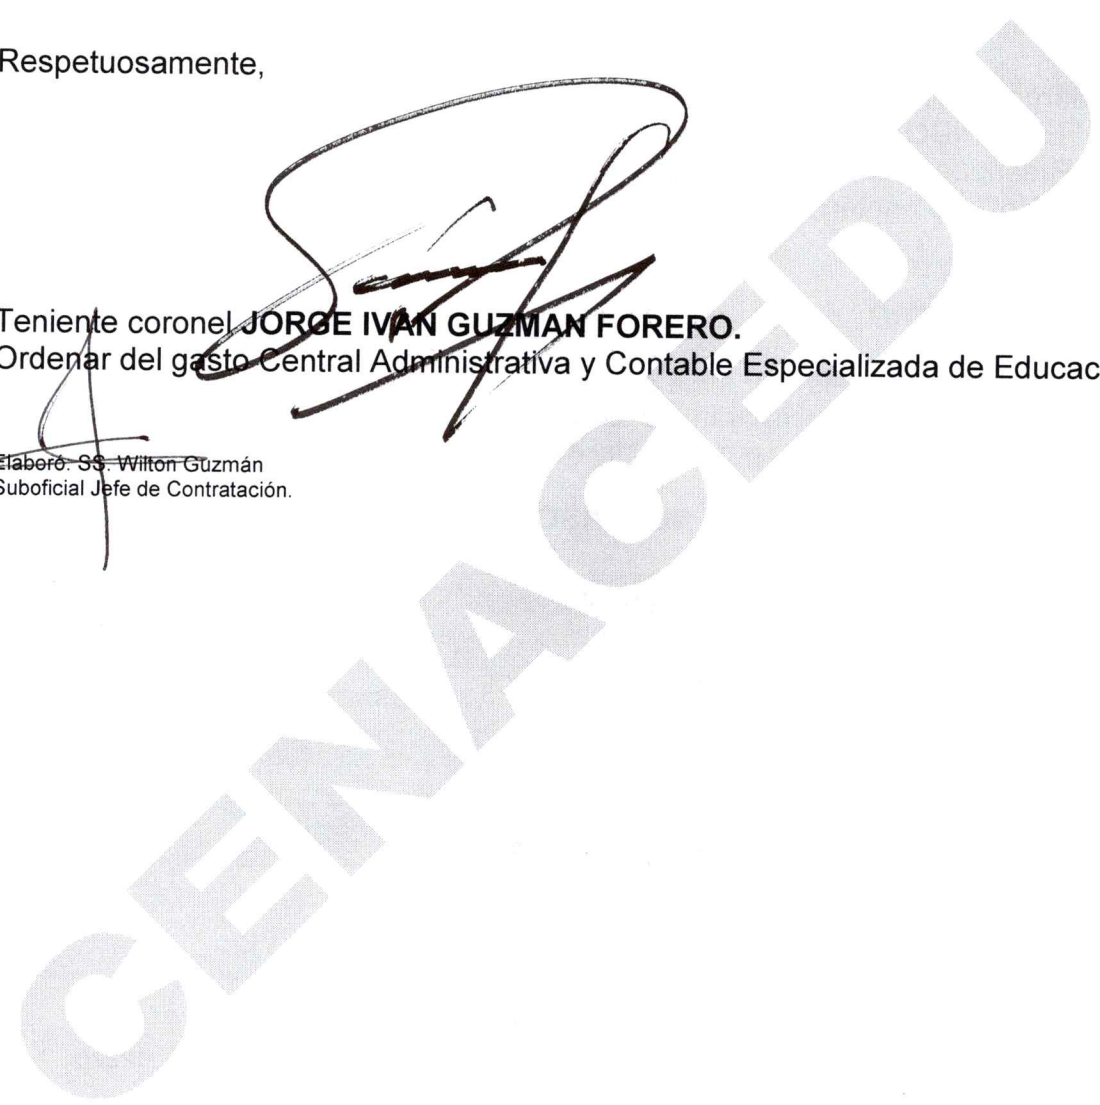 Respetuosamente,
Teniente coronel JORGE IVAN GUZMAN FORERO.
Ordenar del gasto Central Administrativa y Contable Especializada de Educac
Elaboró: SS. Wilton Guzmán
Suboficial Jefe de Contratación.
CENACEDU